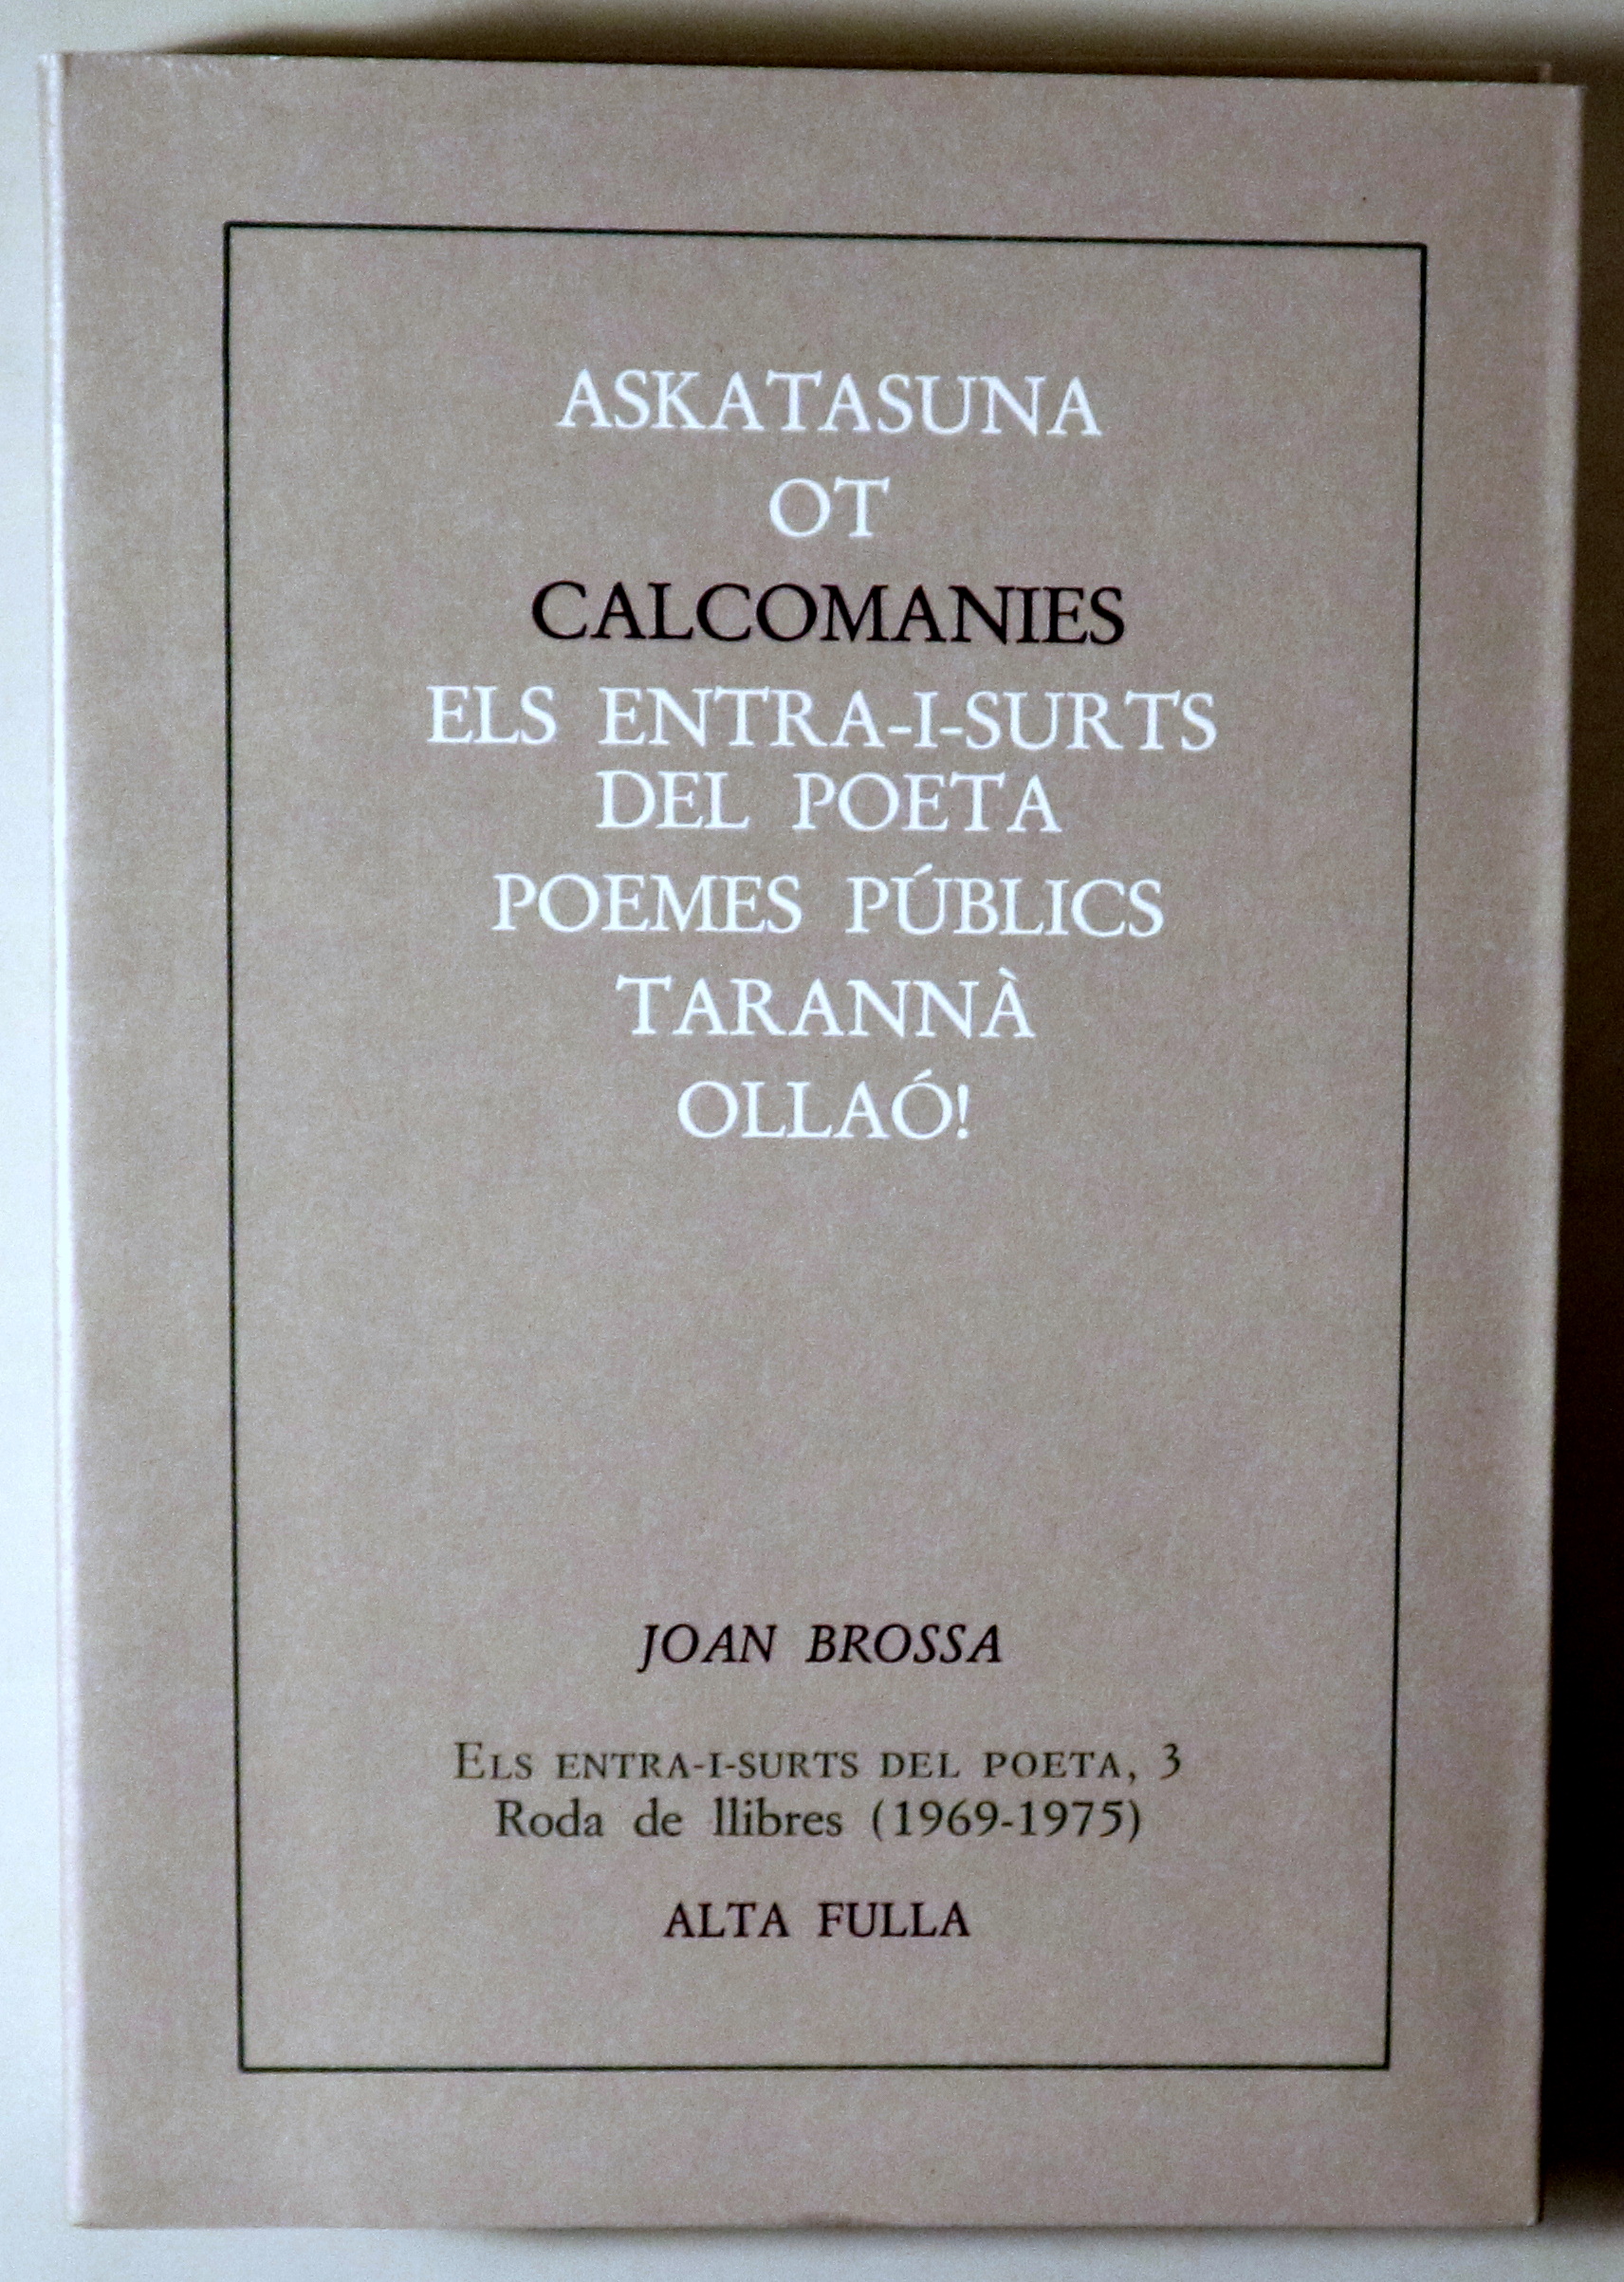 ASKATASUNA
OT
CALCOMANIES
ELS ENTRA-I-SURTS
DEL POETA
POEMES PÚBLICS
TARANNÀ
OLLAÓ!
JOAN BROSSA
ELS ENTRA-I-SURTS DEL POETA, 3
Roda de llibres (1969-1975)
ALTA FULLA